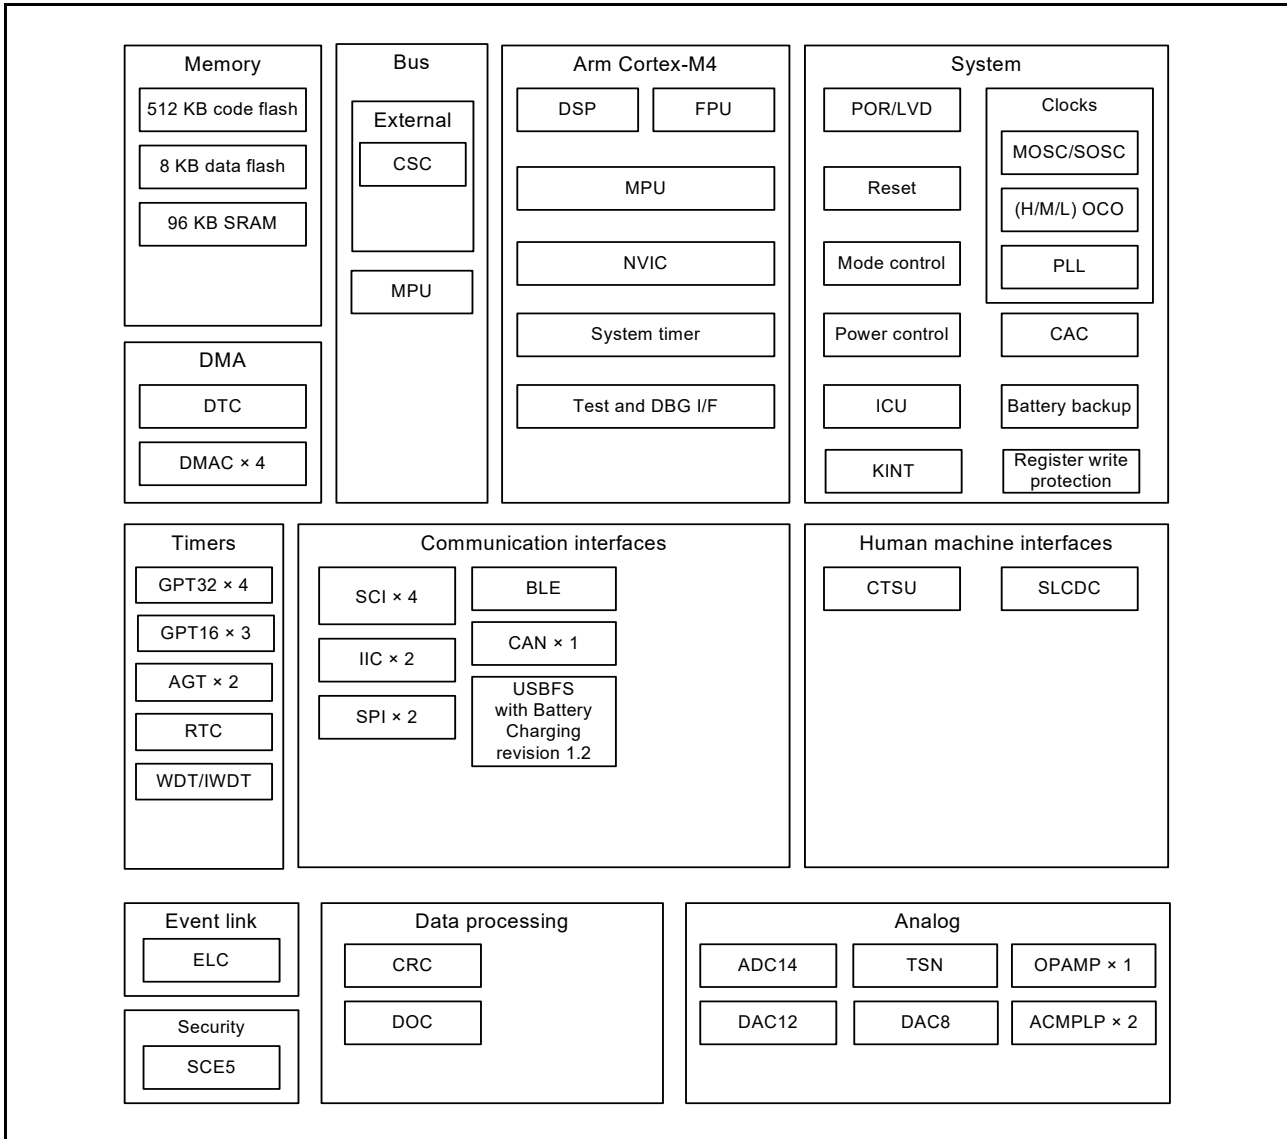 Memory
512 KB code flash
8 KB data flash
96 KB SRAM
DMA
DTC
DMAC × 4
Bus
External
CSC
MPU
Arm Cortex-M4
DSP
FPU
MPU
NVIC
System timer
Test and DBG I/F
System
POR/LVD
Reset
Mode control
Power control
ICU
KINT
Clocks
MOSC/SOSC
(H/M/L) OCO
PLL
CAC
Battery backup
Register write
protection
Timers
GPT32 × 4
GPT16 × 3
AGT × 2
RTC
WDT/IWDT
Communication interfaces
SCI × 4
IIC × 2
SPI × 2
BLE
CAN × 1
USBFS
with Battery
Charging
revision 1.2
Human machine interfaces
CTSU
SLCDC
Event link
ELC
Security
SCE5
Data processing
CRC
DOC
Analog
ADC14
TSN
OPAMP × 1
DAC12
DAC8
ACMPLP × 2